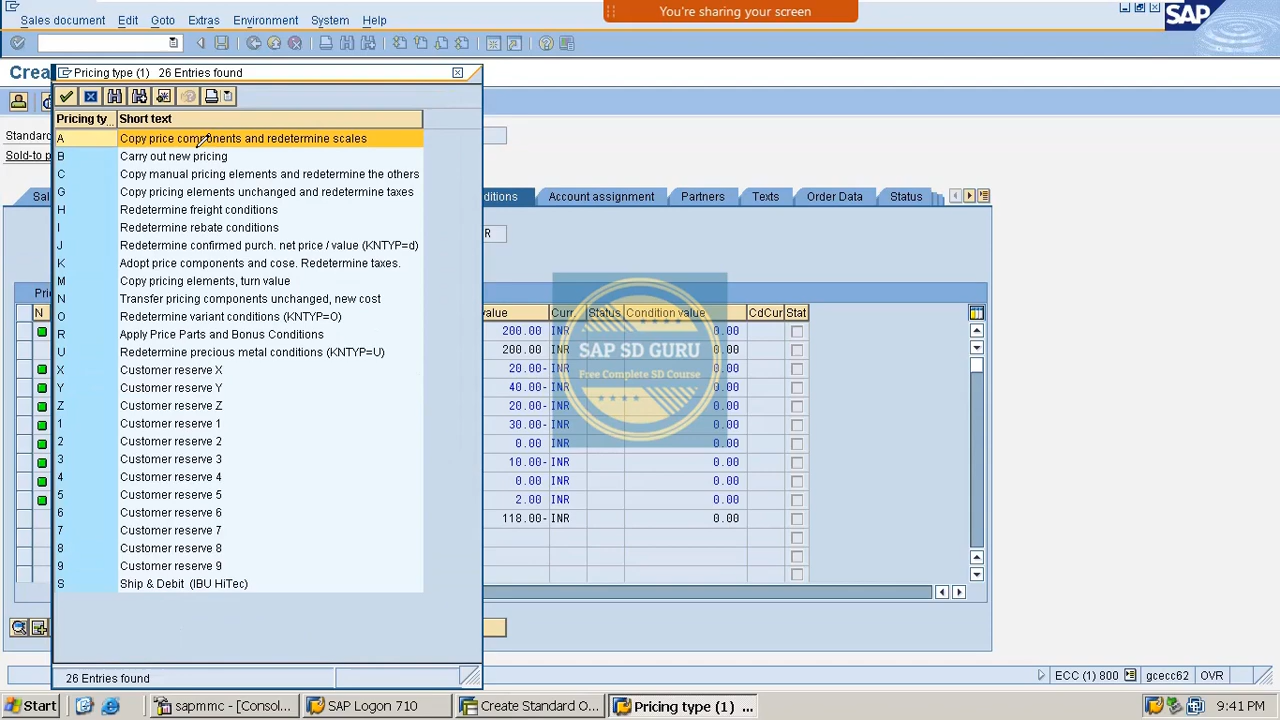 You're sharing your screen
Sales document Edit Goto Extras Environment System Help
SAP
Crea
Pricing type (1) 26 Entries found
Pricing ty... Short text
A Copy price components and redetermine scales
B Carry out new pricing
C Copy manual pricing elements and redetermine the others
G Copy pricing elements unchanged and redetermine taxes
H Redetermine freight conditions
I Redetermine rebate conditions
J Redetermine confirmed purch. net price / value (KNTYP=d)
K Adopt price components and cose. Redetermine taxes.
M Copy pricing elements, turn value
N Transfer pricing components unchanged, new cost
O Redetermine variant conditions (KNTYP=O)
R Apply Price Parts and Bonus Conditions
U Redetermine precious metal conditions (KNTYP=U)
X Customer reserve X
Y Customer reserve Y
Z Customer reserve Z
1 Customer reserve 1
2 Customer reserve 2
3 Customer reserve 3
4 Customer reserve 4
5 Customer reserve 5
6 Customer reserve 6
7 Customer reserve 7
8 Customer reserve 8
9 Customer reserve 9
S Ship & Debit (IBU HiTec)
26 Entries found
Standard
Sold-to p
Sal
ditions Account assignment Partners Texts Order Data Status
R
Pri
N
value Curr. Status Condition value CdCur Stat
200.00 INR 0.00
200.00 INR 0.00
20.00- INR 0.00
40.00- INR 0.00
20.00- INR 0.00
30.00- INR 0.00
0.00 INR 0.00
10.00- INR 0.00
0.00 INR 0.00
2.00 INR 0.00
118.00- INR 0.00
SAP SD GURU
Free Complete SD Course
ECC (1) 800 gcecc62 OVR
Start sapmmc - [Consol... SAP Logon 710 Create Standard O... Pricing type (1) ... 9:41 PM